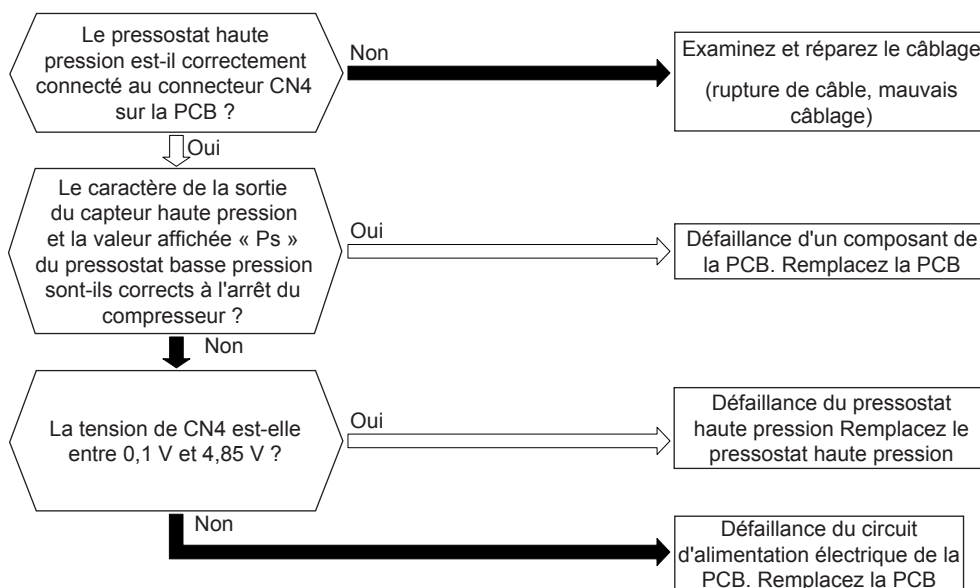 Le pressostat haute
pression est-il correctement
connecté au connecteur CN4
sur la PCB ?
Non
Examinez et réparez le câblage
(rupture de câble, mauvais
câblage)
Oui
Le caractère de la sortie
du capteur haute pression
et la valeur affichée « Ps »
du pressostat basse pression
sont-ils corrects à l'arrêt du
compresseur ?
Oui
Défaillance d'un composant de
la PCB. Remplacez la PCB
Non
La tension de CN4 est-elle
entre 0,1 V et 4,85 V ?
Oui
Défaillance du pressostat
haute pression Remplacez le
pressostat haute pression
Non
Défaillance du circuit
d'alimentation électrique de la
PCB. Remplacez la PCB